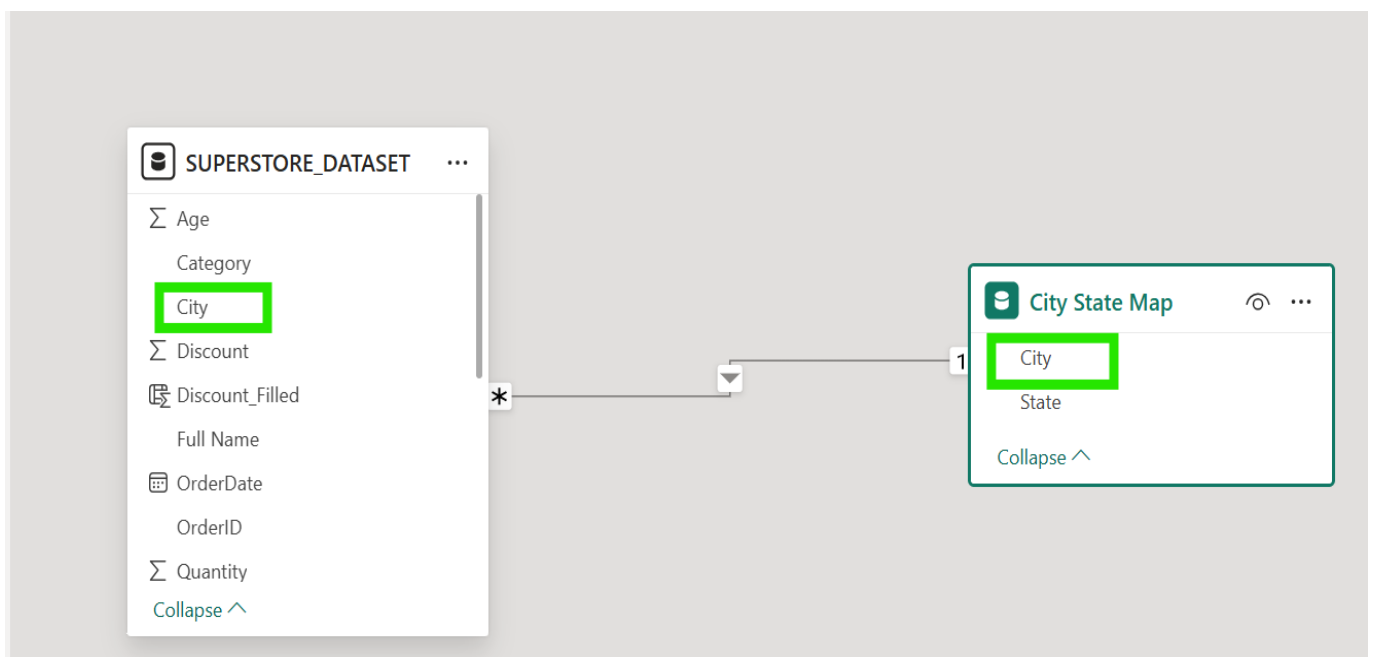 SUPERSTORE_DATASET ...
Σ Age
Category
City
Σ Discount
Discount_Filled
Full Name
OrderDate
OrderID
Σ Quantity
Collapse
*
1
City State Map ...
City
State
Collapse